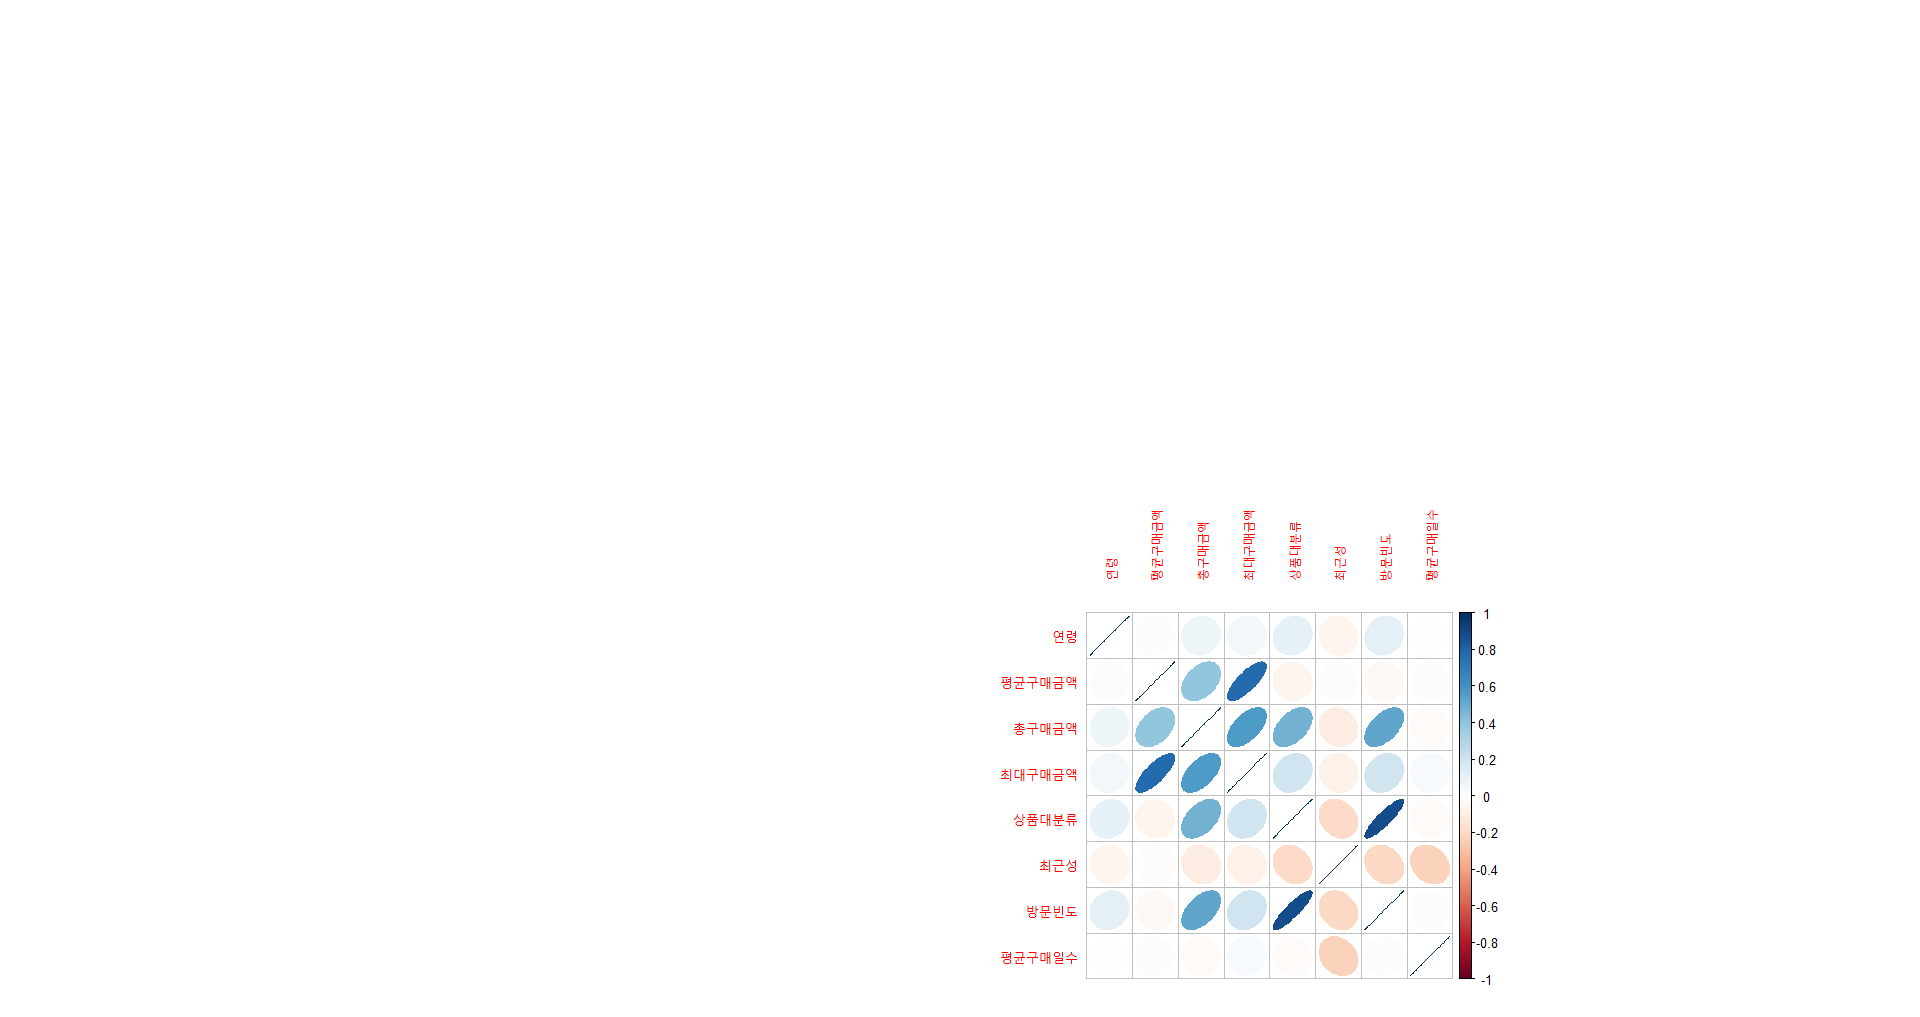 연령
평균구매금액
총구매금액
최대구매금액
상품대분류
최근성
방문빈도
평균구매일수
연령
평균구매금액
총구매금액
최대구매금액
상품대분류
최근성
방문빈도
평균구매일수
1
0.8
0.6
0.4
0.2
0
-0.2
-0.4
-0.6
-0.8
-1